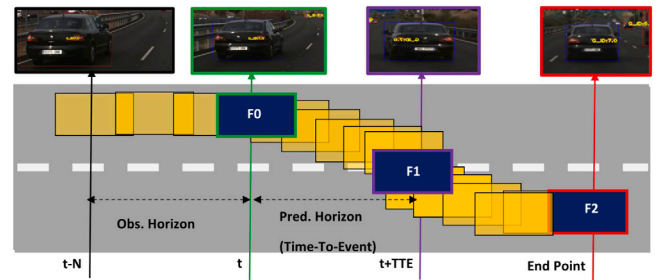 F0
F1
F2
Obs. Horizon
Pred. Horizon
(Time-To-Event)
t-N
t
t+TTE
End Point